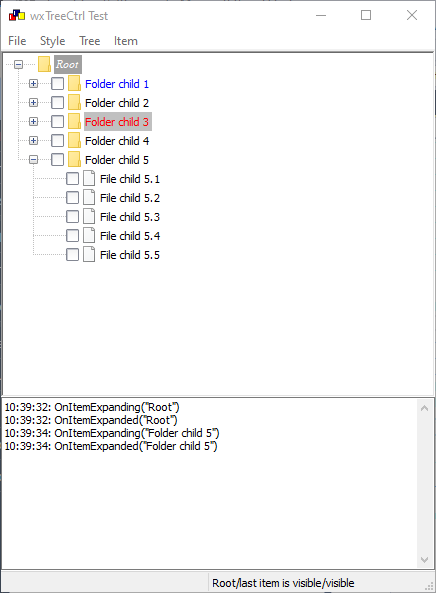 wxTreeCtrl Test
File Style Tree Item
Root
Folder child 1
Folder child 2
Folder child 3
Folder child 4
Folder child 5
File child 5.1
File child 5.2
File child 5.3
File child 5.4
File child 5.5
10:39:32: OnItemExpanding("Root")
10:39:32: OnItemExpanded("Root")
10:39:34: OnItemExpanding("Folder child 5")
10:39:34: OnItemExpanded("Folder child 5")
Root/last item is visible/visible